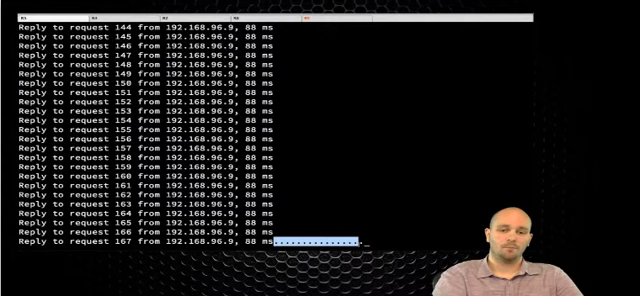 Reply to request 144 from 192.168.96.9, 88 ms
Reply to request 145 from 192.168.96.9, 88 ms
Reply to request 146 from 192.168.96.9, 88 ms
Reply to request 147 from 192.168.96.9, 88 ms
Reply to request 148 from 192.168.96.9, 88 ms
Reply to request 149 from 192.168.96.9, 88 ms
Reply to request 150 from 192.168.96.9, 88 ms
Reply to request 151 from 192.168.96.9, 88 ms
Reply to request 152 from 192.168.96.9, 88 ms
Reply to request 153 from 192.168.96.9, 88 ms
Reply to request 154 from 192.168.96.9, 88 ms
Reply to request 155 from 192.168.96.9, 88 ms
Reply to request 156 from 192.168.96.9, 88 ms
Reply to request 157 from 192.168.96.9, 88 ms
Reply to request 158 from 192.168.96.9, 88 ms
Reply to request 159 from 192.168.96.9, 88 ms
Reply to request 160 from 192.168.96.9, 88 ms
Reply to request 161 from 192.168.96.9, 88 ms
Reply to request 162 from 192.168.96.9, 88 ms
Reply to request 163 from 192.168.96.9, 88 ms
Reply to request 164 from 192.168.96.9, 88 ms
Reply to request 165 from 192.168.96.9, 88 ms
Reply to request 166 from 192.168.96.9, 88 ms
Reply to request 167 from 192.168.96.9, 88 ms................_